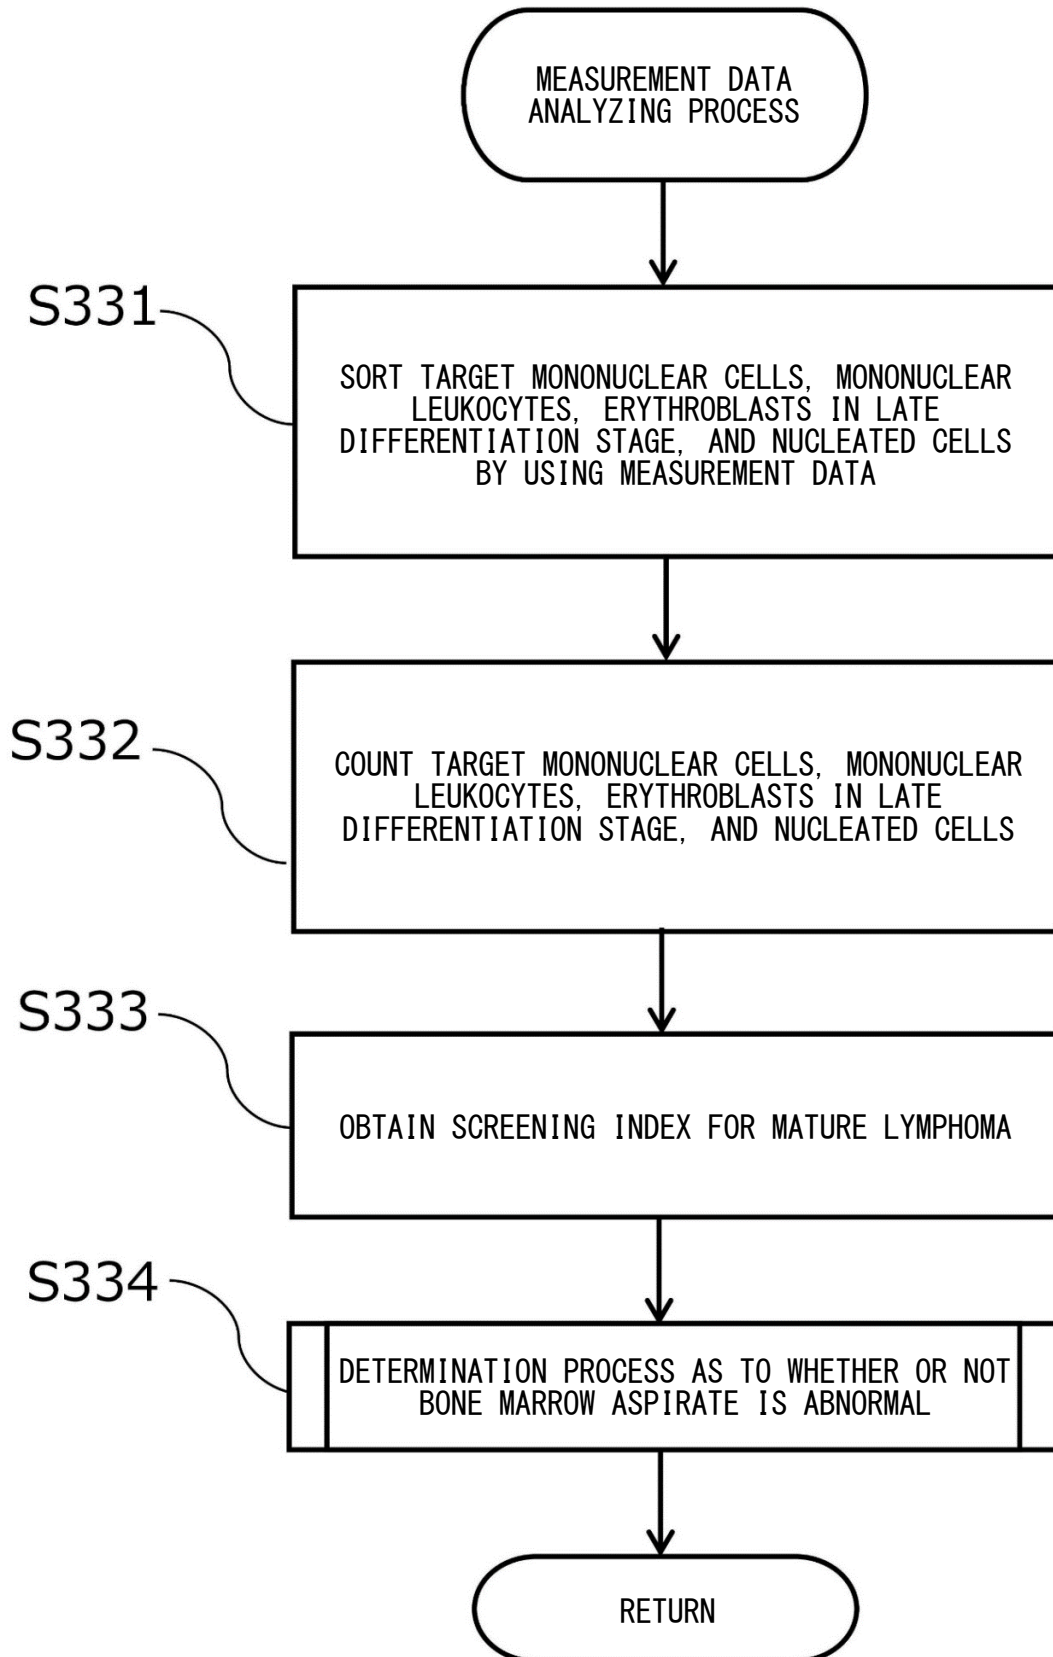 MEASUREMENT DATA
ANALYZING PROCESS
S331
SORT TARGET MONONUCLEAR CELLS, MONONUCLEAR
LEUKOCYTES, ERYTHROBLASTS IN LATE
DIFFERENTIATION STAGE, AND NUCLEATED CELLS
BY USING MEASUREMENT DATA
S332
COUNT TARGET MONONUCLEAR CELLS, MONONUCLEAR
LEUKOCYTES, ERYTHROBLASTS IN LATE
DIFFERENTIATION STAGE, AND NUCLEATED CELLS
S333
OBTAIN SCREENING INDEX FOR MATURE LYMPHOMA
S334
DETERMINATION PROCESS AS TO WHETHER OR NOT
BONE MARROW ASPIRATE IS ABNORMAL
RETURN